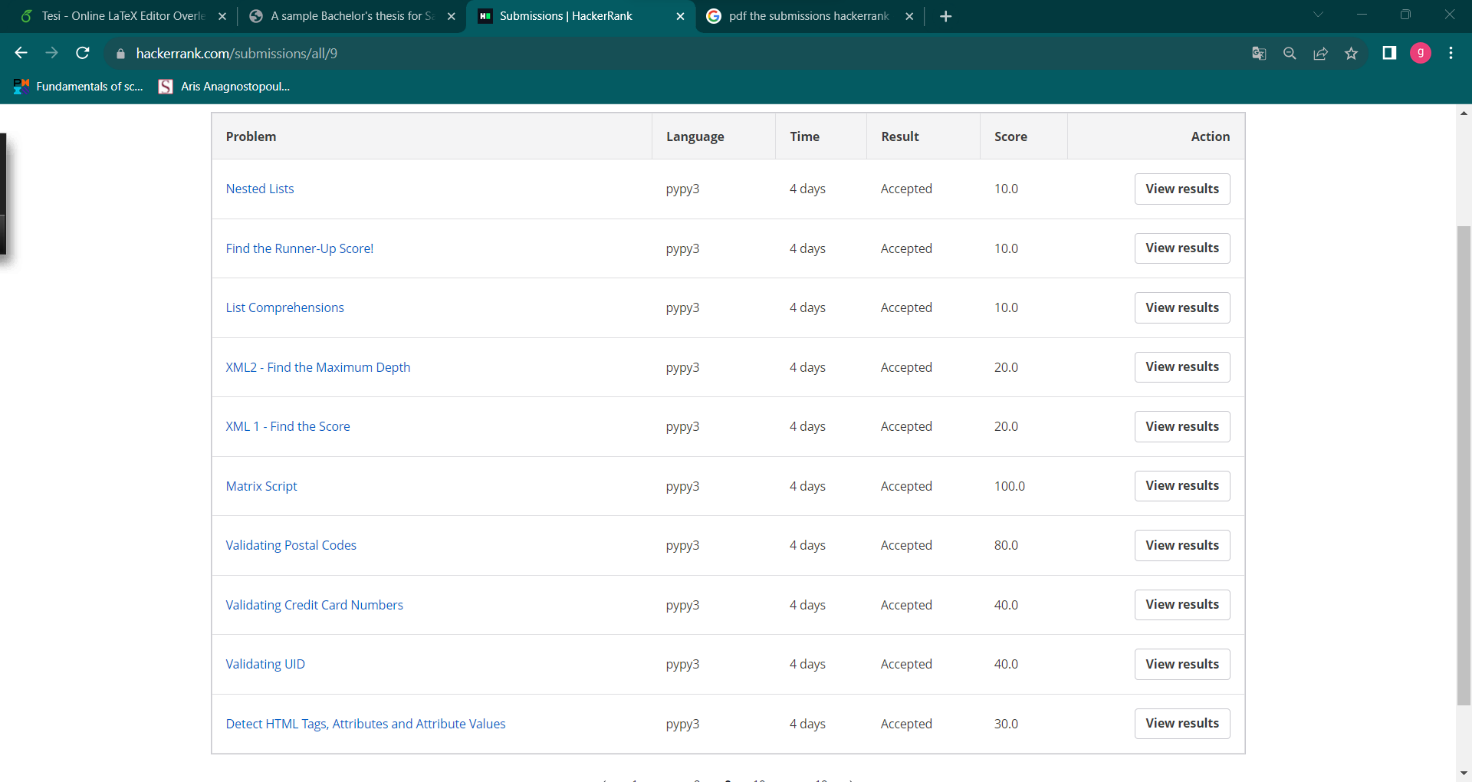 Tesi - Online LaTeX Editor Overle
A sample Bachelor's thesis for Sa
Submissions | HackerRank
pdf the submissions hackerrank
hackerrank.com/submissions/all/9
g
Fundamentals of sc...
Aris Anagnostopoul...
Problem Language Time Result Score Action
Nested Lists pypy3 4 days Accepted 10.0 View results
Find the Runner-Up Score! pypy3 4 days Accepted 10.0 View results
List Comprehensions pypy3 4 days Accepted 10.0 View results
XML2 - Find the Maximum Depth pypy3 4 days Accepted 20.0 View results
XML 1 - Find the Score pypy3 4 days Accepted 20.0 View results
Matrix Script pypy3 4 days Accepted 100.0 View results
Validating Postal Codes pypy3 4 days Accepted 80.0 View results
Validating Credit Card Numbers pypy3 4 days Accepted 40.0 View results
Validating UID pypy3 4 days Accepted 40.0 View results
Detect HTML Tags, Attributes and Attribute Values pypy3 4 days Accepted 30.0 View results